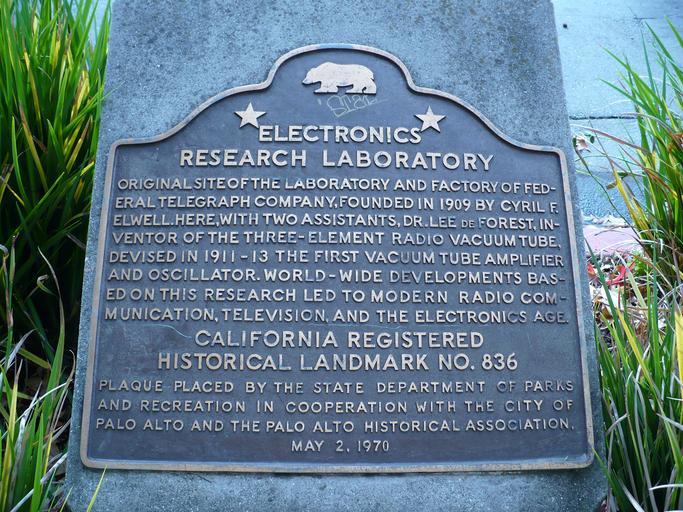 ELECTRONICS
RESEARCH LABORATORY
ORIGINAL SITE OF THE LABORATORY AND FACTORY OF FED-
ERAL TELEGRAPH COMPANY, FOUNDED IN 1909 BY CYRIL F.
ELWELL. HERE, WITH TWO ASSISTANTS, DR. LEE DE FOREST, IN-
VENTOR OF THE THREE-ELEMENT RADIO VACUUM TUBE,
DEVISED IN 1911-13 THE FIRST VACUUM TUBE AMPLIFIER
AND OSCILLATOR. WORLD-WIDE DEVELOPMENTS BAS-
ED ON THIS RESEARCH LED TO MODERN RADIO COM-
MUNICATION, TELEVISION, AND THE ELECTRONICS AGE.
CALIFORNIA REGISTERED
HISTORICAL LANDMARK NO. 836
PLAQUE PLACED BY THE STATE DEPARTMENT OF PARKS
AND RECREATION IN COOPERATION WITH THE CITY OF
PALO ALTO AND THE PALO ALTO HISTORICAL ASSOCIATION.
MAY 2, 1970